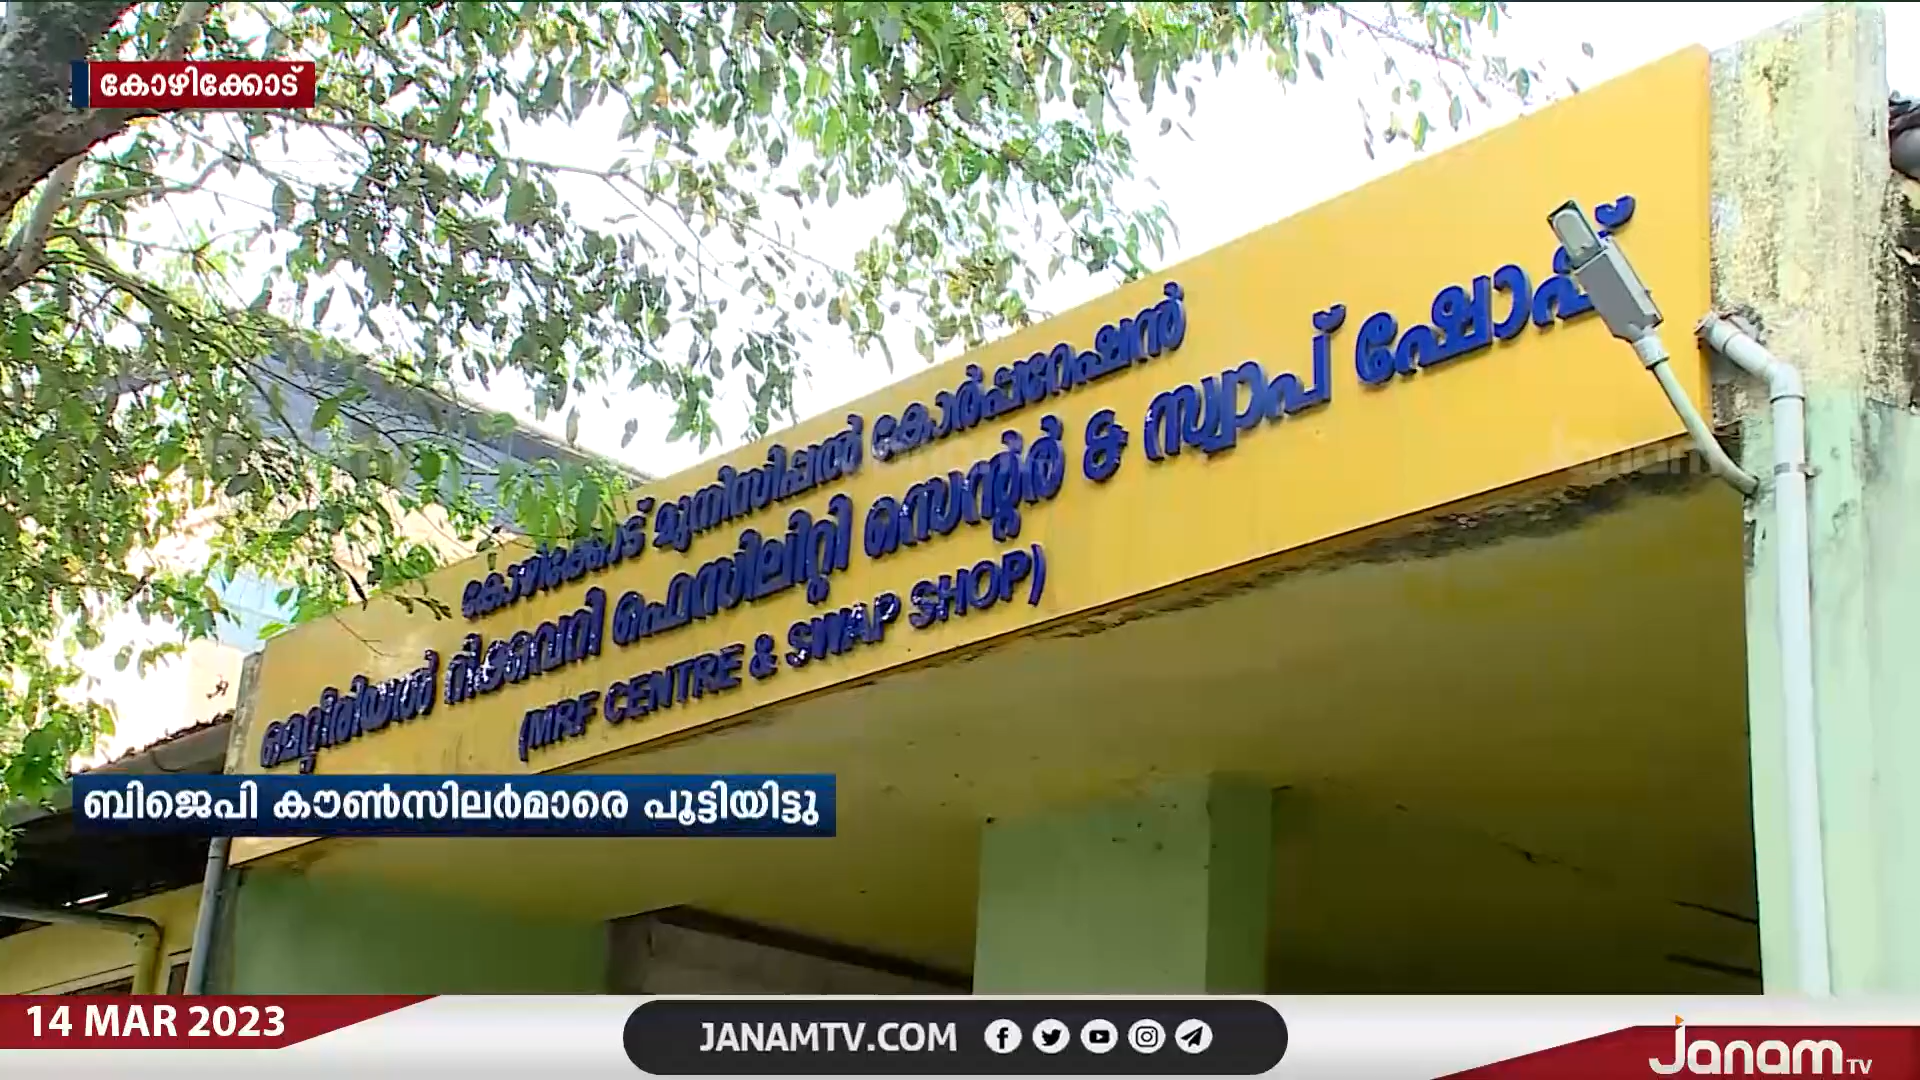 കോഴിക്കോട്
കോഴിക്കോട് മുനിസിപ്പൽ കോർപ്പറേഷൻ
മെറ്റീരിയൽ റിക്കവെറി ഫെസിലിറ്റി സെന്റർ & സ്വാപ് ഷോപ്പ്
(MRF CENTRE & SWAP SHOP)
ബിജെപി കൗൺസിലർമാരെ പൂട്ടിയിട്ടു
14 MAR 2023
JANAMTV.COM
Janam TV